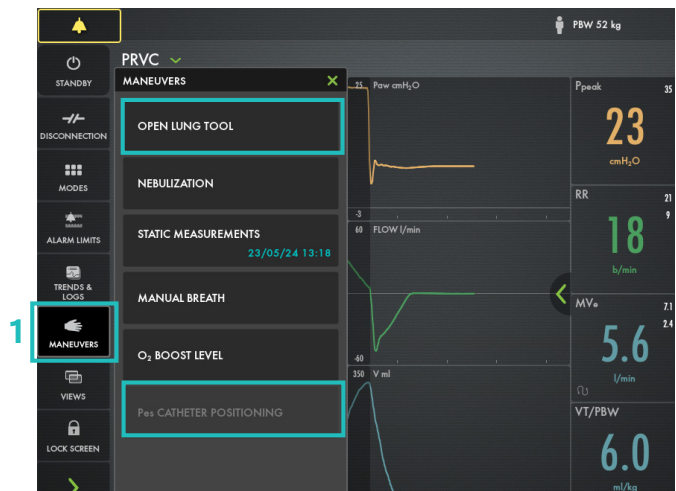 PBW 52 kg
STANDBY
PRVC
MANEUVERS
OPEN LUNG TOOL
NEBULIZATION
STATIC MEASUREMENTS
23/05/24 13:18
MANUAL BREATH
O₂ BOOST LEVEL
Pes CATHETER POSITIONING
DISCONNECTION
MODES
ALARM LIMITS
TRENDS &
LOGS
1
MANEUVERS
VIEWS
LOCK SCREEN
25 Paw cmH₂O
-3
60 FLOW l/min
-60
350 V ml
Ppeak 35
23
cmH₂O
RR 21
9
18
b/min
MVe 7.1
2.4
5.6
l/min
VT/PBW
6.0
ml/kg